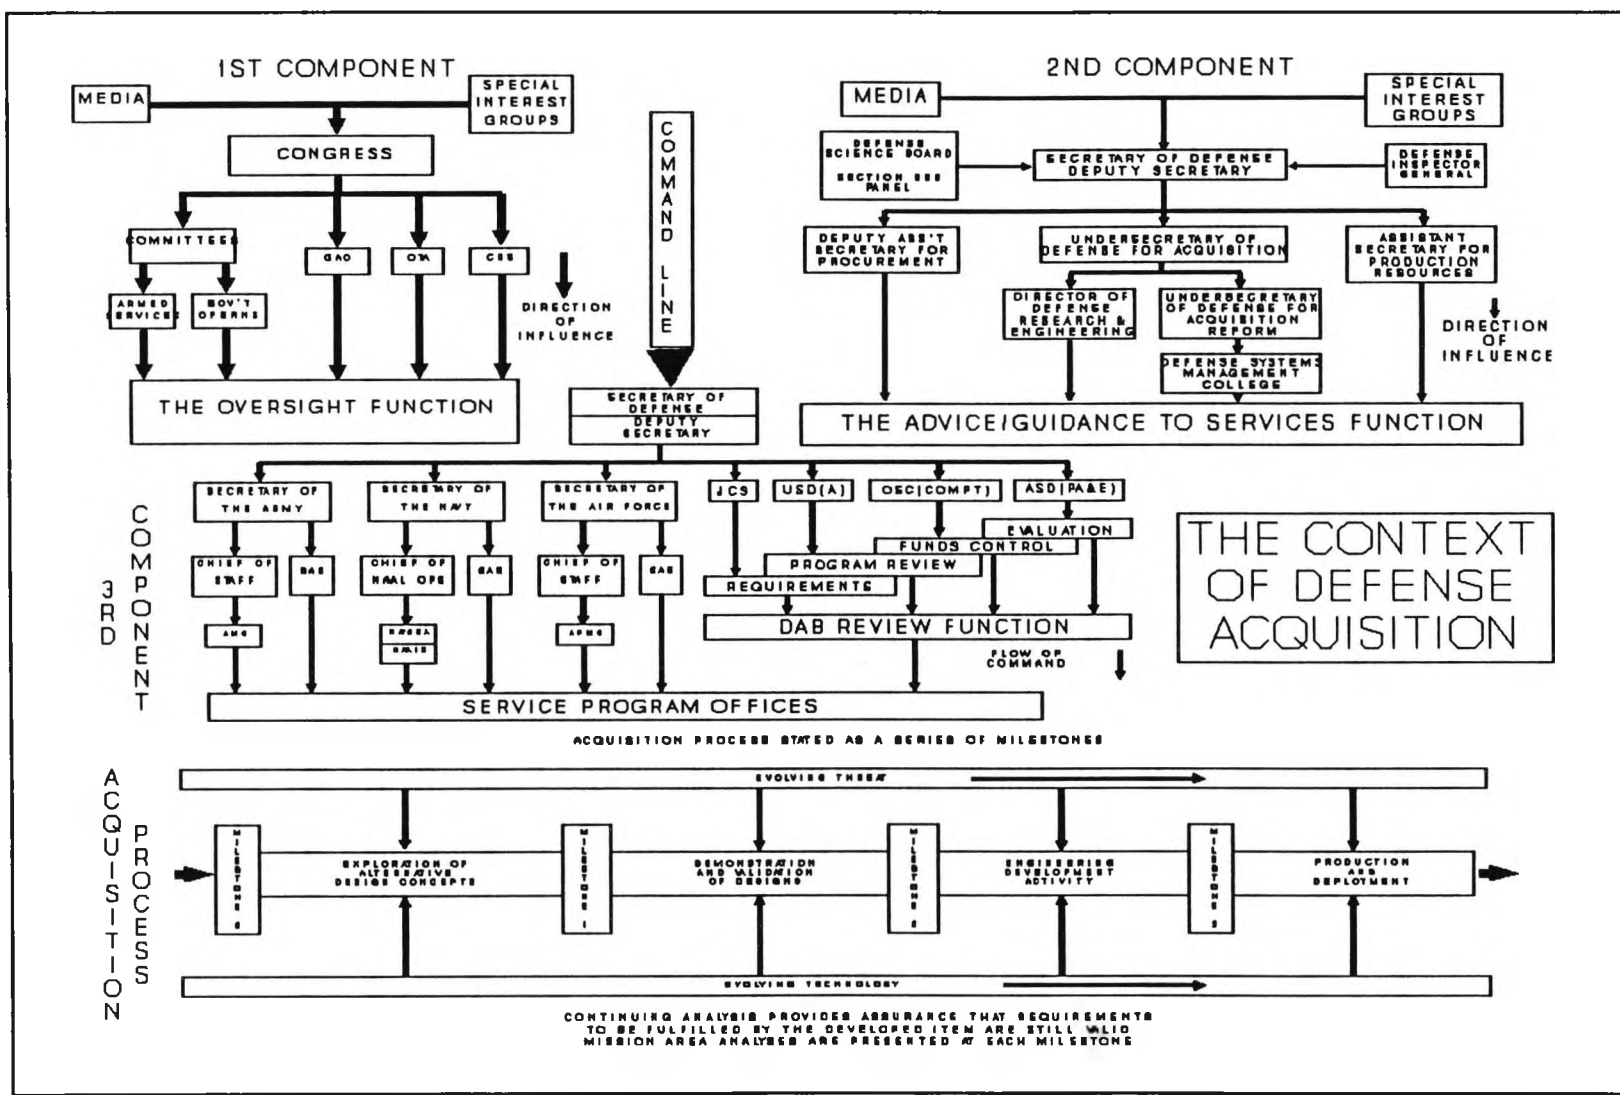 1ST COMPONENT
MEDIA
SPECIAL
INTEREST
GROUPS
CONGRESS
COMMITTEES
GAO
OTA
ARMED
SERVICES
GOV'T
OPERNS
DIRECTION
OF
INFLUENCE
THE OVERSIGHT FUNCTION
COMMAND LINE
2ND COMPONENT
MEDIA
SPECIAL
INTEREST
GROUPS
DEFENSE
SCIENCE BOARD
SECTION
PANEL
SECRETARY OF DEFENSE
DEPUTY SECRETARY
DEFENSE
INSPECTOR
GENERAL
DEPUTY ASS'T
SECRETARY FOR
PROCUREMENT
UNDERSECRETARY OF
DEFENSE FOR ACQUISITION
ASSISTANT
SECRETARY FOR
PRODUCTION
RESOURCES
DIRECTOR OF
DEFENSE
RESEARCH &
ENGINEERING
UNDERSECRETARY
OF DEFENSE FOR
ACQUISITION
REFORM
DEFENSE SYSTEMS
MANAGEMENT
COLLEGE
DIRECTION
OF
INFLUENCE
THE ADVICE/GUIDANCE TO SERVICES FUNCTION
SECRETARY OF
DEFENSE
DEPUTY
SECRETARY
3RD COMPONENT
SECRETARY OF
THE ARMY
SECRETARY OF
THE NAVY
SECRETARY OF
THE AIR FORCE
JCS
USD(A)
OSC(COMPT)
ASD(PA&E)
EVALUATION
FUNDS CONTROL
PROGRAM REVIEW
REQUIREMENTS
CHIEF OF
STAFF
CHIEF OF
NAVAL OPS
CHIEF OF
STAFF
AMC
AFMC
DAB REVIEW FUNCTION
FLOW OF
COMMAND
SERVICE PROGRAM OFFICES
THE CONTEXT
OF DEFENSE
ACQUISITION
ACQUISITION PROCESS STATED AS A SERIES OF MILESTONES
ACQUISITION
PROCESS
EVOLVING THREAT
MILESTONE
EXPLORATION OF
ALTERNATIVE
DESIGN CONCEPTS
MILESTONE I
DEMONSTRATION
AND VALIDATION
OF DESIGNS
MILESTONE
ENGINEERING
DEVELOPMENT
ACTIVITY
MILESTONE
PRODUCTION
AND
DEPLOYMENT
EVOLVING TECHNOLOGY
CONTINUING ANALYSIS PROVIDES ASSURANCE THAT REQUIREMENTS
TO BE FULFILLED BY THE DEVELOPED ITEM ARE STILL VALID
MISSION AREA ANALYSES ARE PRESENTED AT EACH MILESTONE